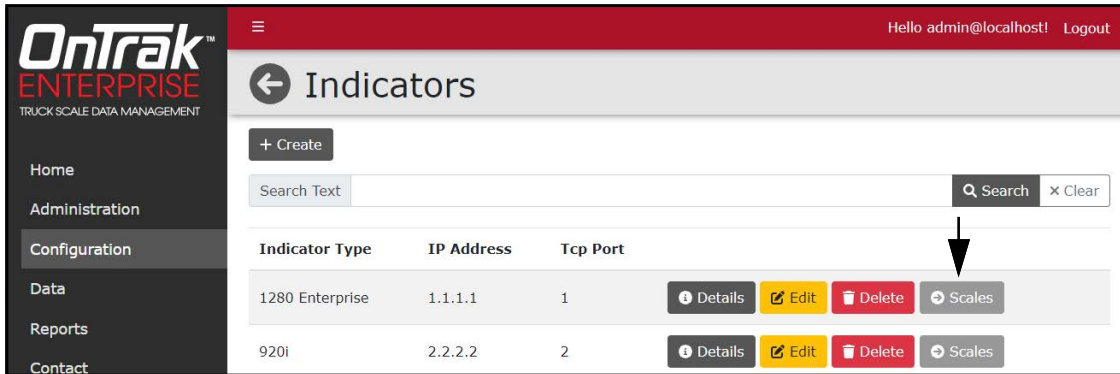 OnTrak™
ENTERPRISE
TRUCK SCALE DATA MANAGEMENT
Home
Administration
Configuration
Data
Reports
Contact
Hello admin@localhost! Logout
Indicators
+ Create
Search Text Search × Clear
Indicator Type IP Address Tcp Port
1280 Enterprise 1.1.1.1 1 Details Edit Delete Scales
920i 2.2.2.2 2 Details Edit Delete Scales